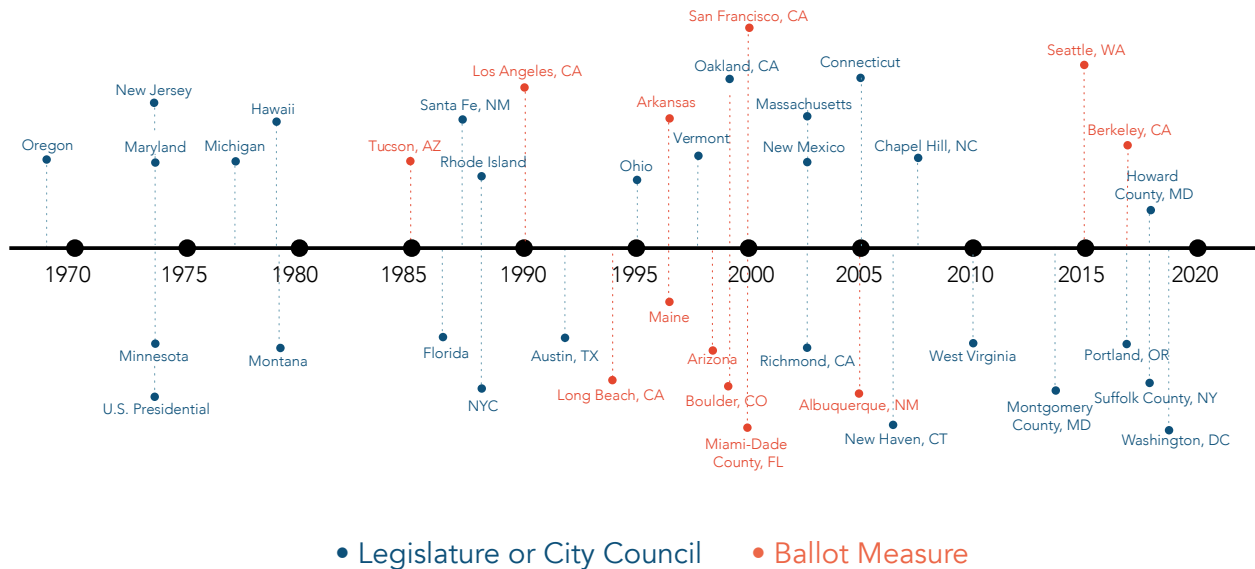 San Francisco, CA
Seattle, WA
Oakland, CA
Connecticut
Los Angeles, CA
New Jersey
Hawaii
Santa Fe, NM
Arkansas
Massachusetts
Vermont
Berkeley, CA
Oregon
Maryland
Michigan
Tucson, AZ
Rhode Island
Ohio
New Mexico
Chapel Hill, NC
Howard
County, MD
1970
1975
1980
1985
1990
1995
2000
2005
2010
2015
2020
Maine
Minnesota
Montana
Florida
Austin, TX
Arizona
Richmond, CA
West Virginia
Portland, OR
U.S. Presidential
NYC
Long Beach, CA
Boulder, CO
Albuquerque, NM
Montgomery
County, MD
Suffolk County, NY
Miami-Dade
County, FL
New Haven, CT
Washington, DC
Legislature or City Council
Ballot Measure